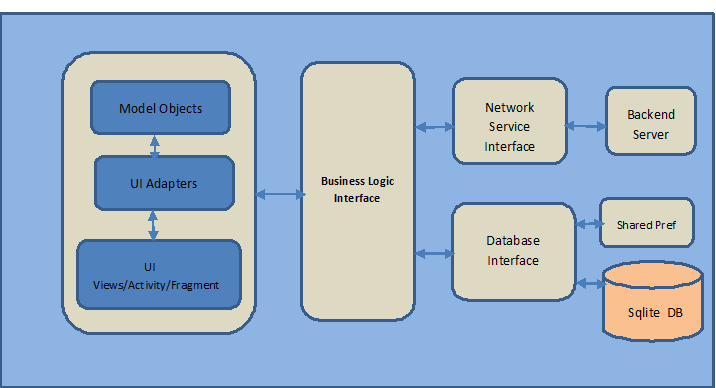 Model Objects
UI Adapters
UI
Views/Activity/Fragment
Business Logic
Interface
Network
Service
Interface
Backend
Server
Database
Interface
Shared Pref
Sqlite DB